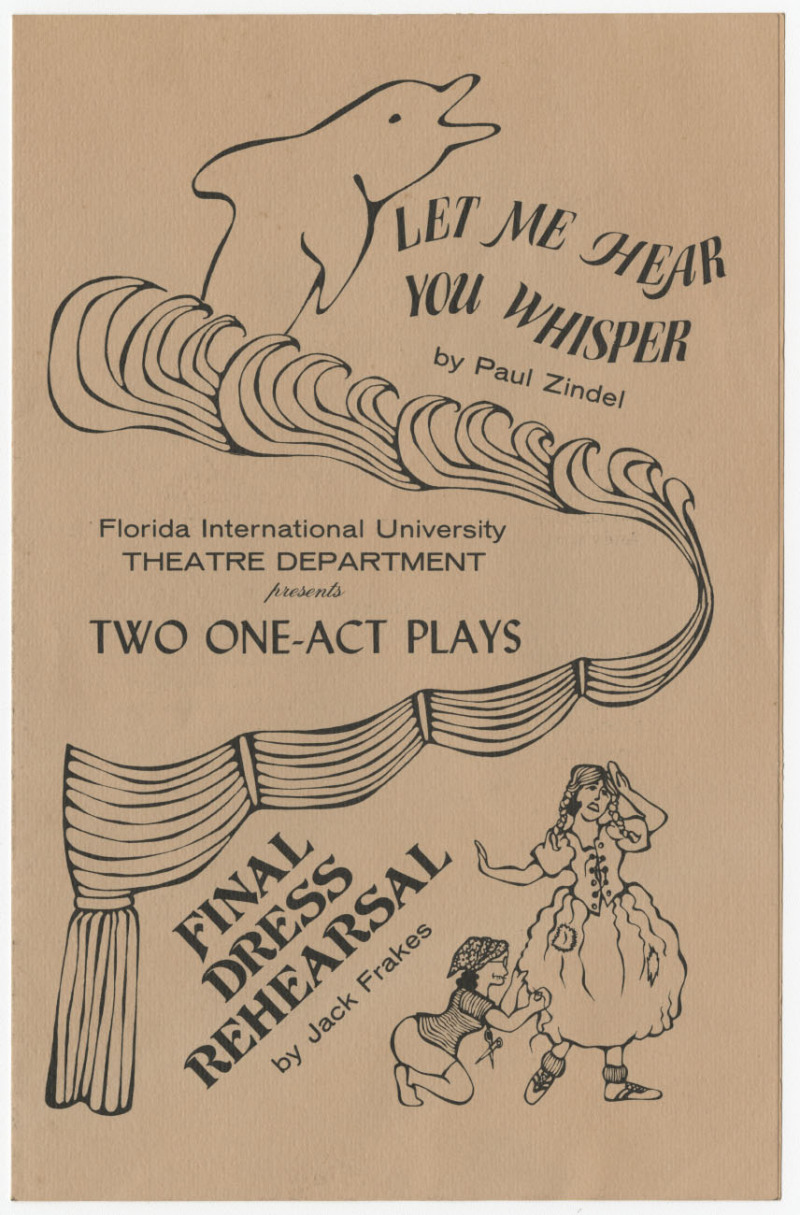 LET ME HEAR
YOU WHISPER
by Paul Zindel
Florida International University
THEATRE DEPARTMENT
presents
TWO ONE-ACT PLAYS
FINAL
DRESS
REHEARSAL
by Jack Frakes